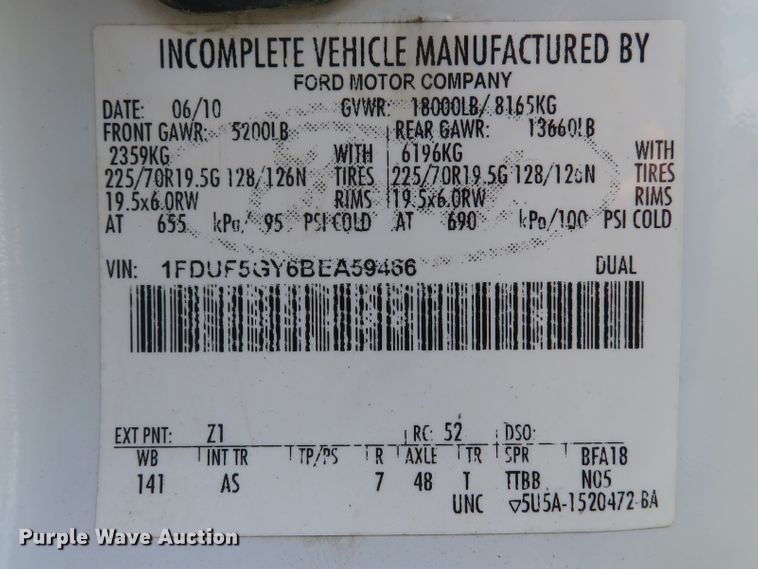 INCOMPLETE VEHICLE MANUFACTURED BY
FORD MOTOR COMPANY
DATE: 06/10 GVWR: 18000LB/ 8165KG
FRONT GAWR: 5200LB REAR GAWR: 13660LB
2359KG WITH 6196KG WITH
225/70R19.5G 128/126N TIRES 225/70R19.5G 128/126N TIRES
19.5x6.0RW RIMS 19.5x6.0RW RIMS
AT 655 kPa/ 95 PSI COLD AT 690 kPa/100 PSI COLD
VIN: 1FDUF5GY6BEA59466 DUAL
EXT PNT: Z1 RC: 52 DSO:
WB INT TR TP/PS R AXLE TR SPR BFA18
141 AS 7 48 T TTBB N05
UNC ▽5U5A-1520472-BA
Purple Wave Auction